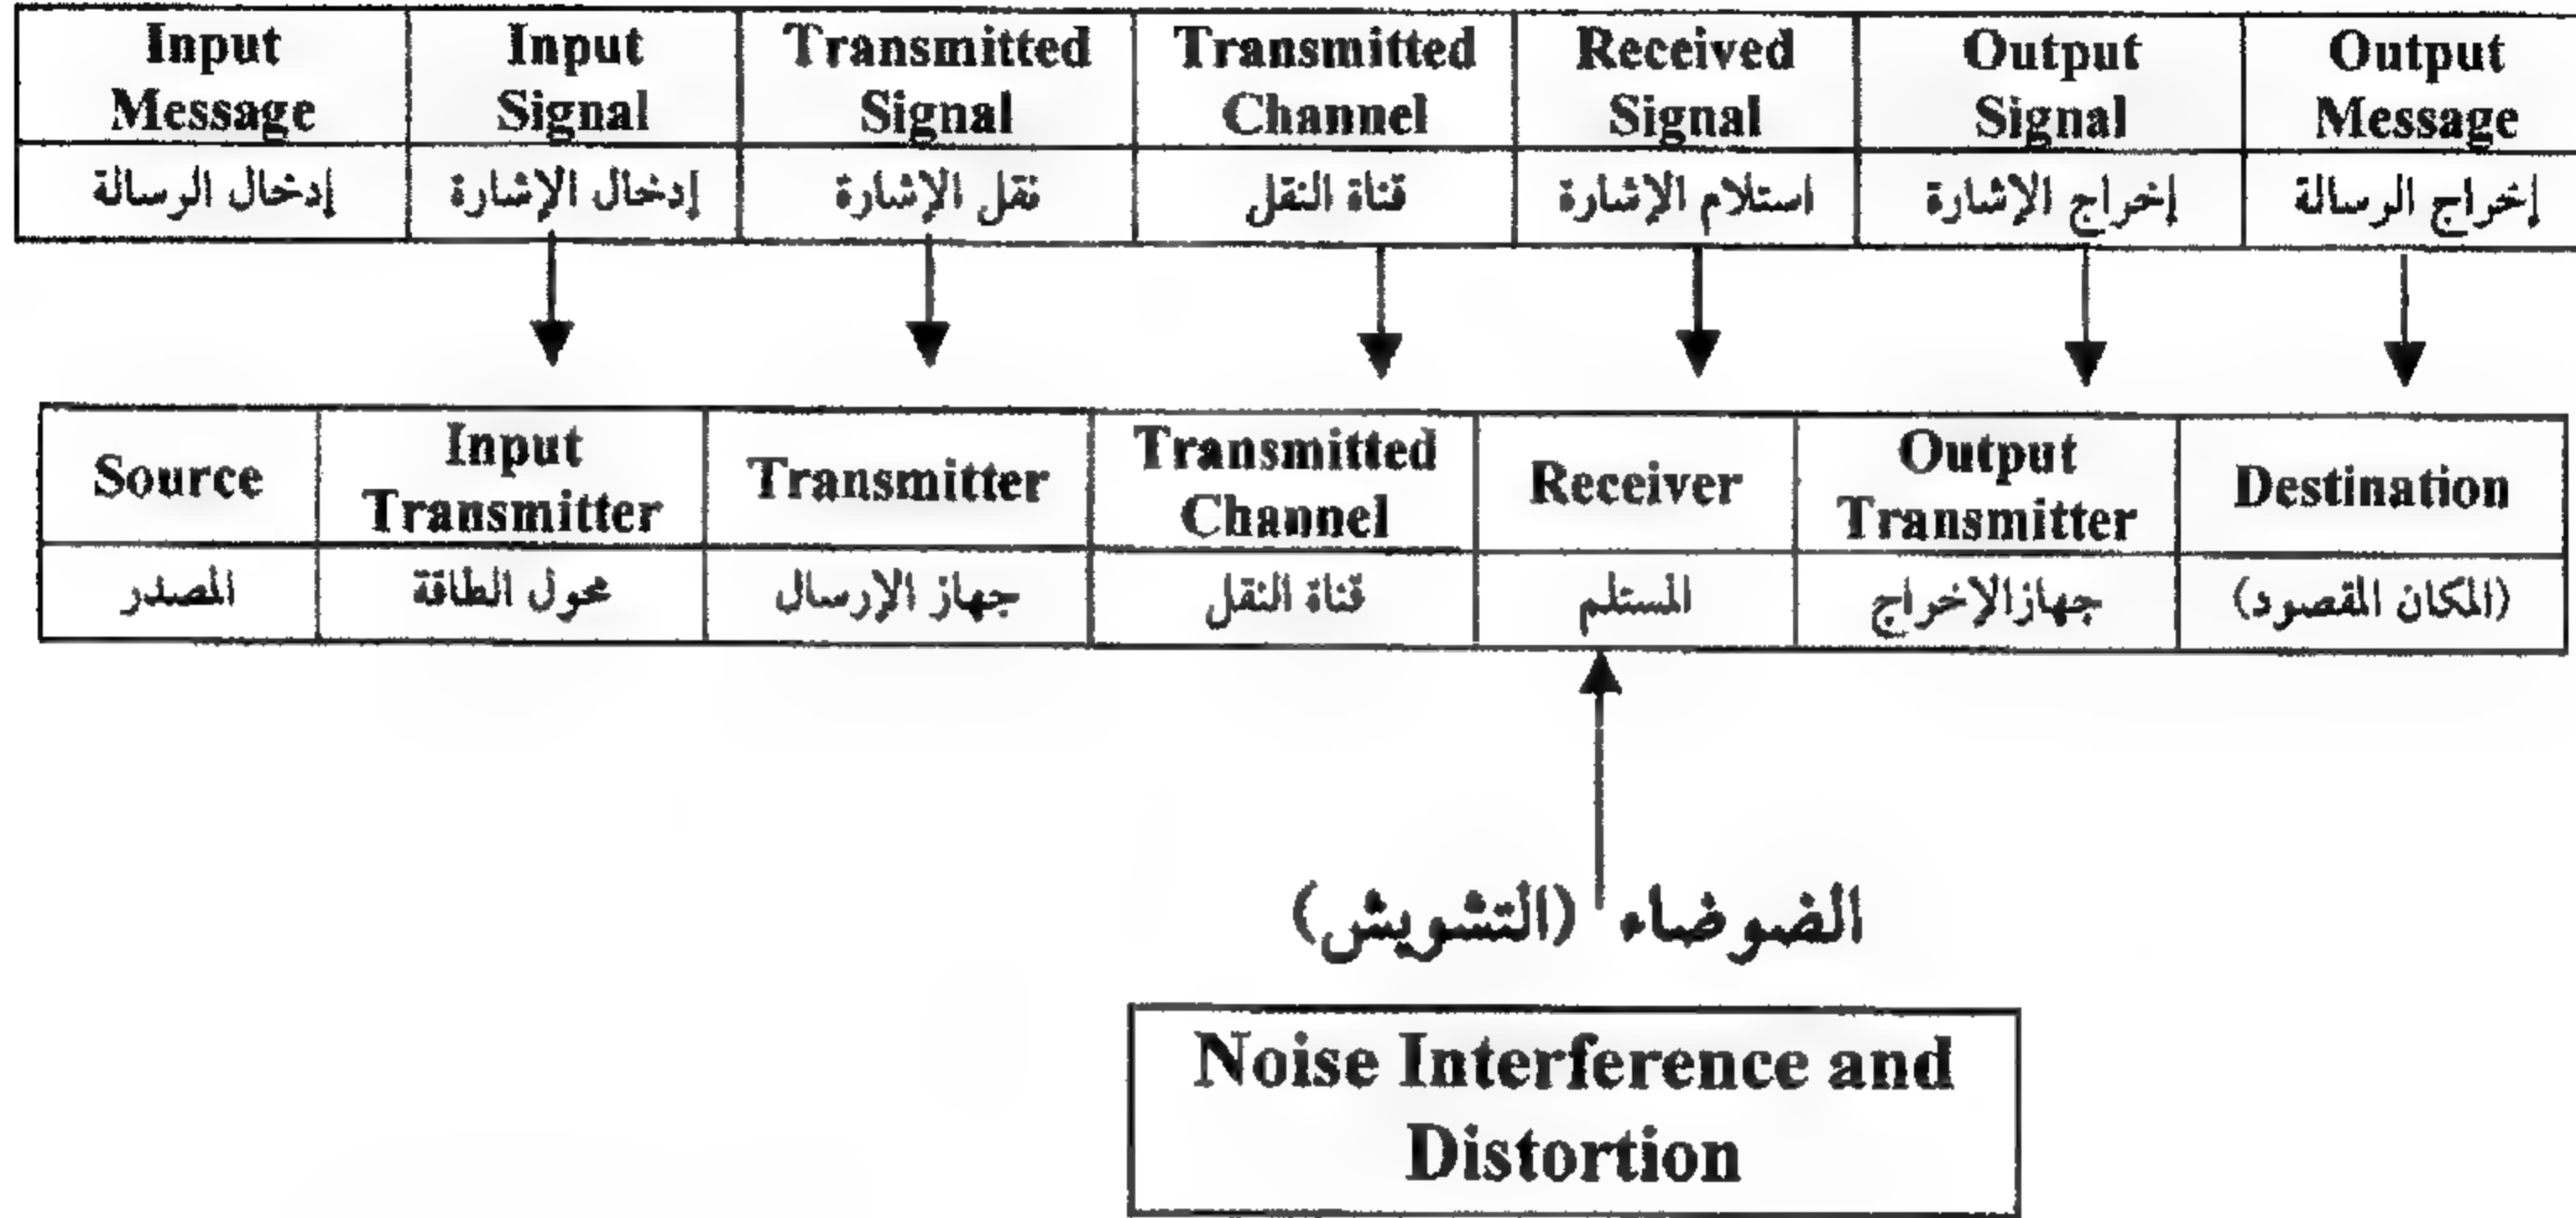 Input Message
Input Signal
Transmitted Signal
Transmitted Channel
Received Signal
Output Signal
Output Message
إدخال الرسالة
إدخال الإشارة
نقل الإشارة
قناة النقل
استلام الإشارة
إخراج الإشارة
إخراج الرسالة
Source
Input Transmitter
Transmitter
Transmitted Channel
Receiver
Output Transmitter
Destination
المصدر
محول الطاقة
جهاز الإرسال
قناة النقل
المستلم
جهازالإخراج
(المكان المقصود)
الضوضاء (التشويش)
Noise Interference and
Distortion